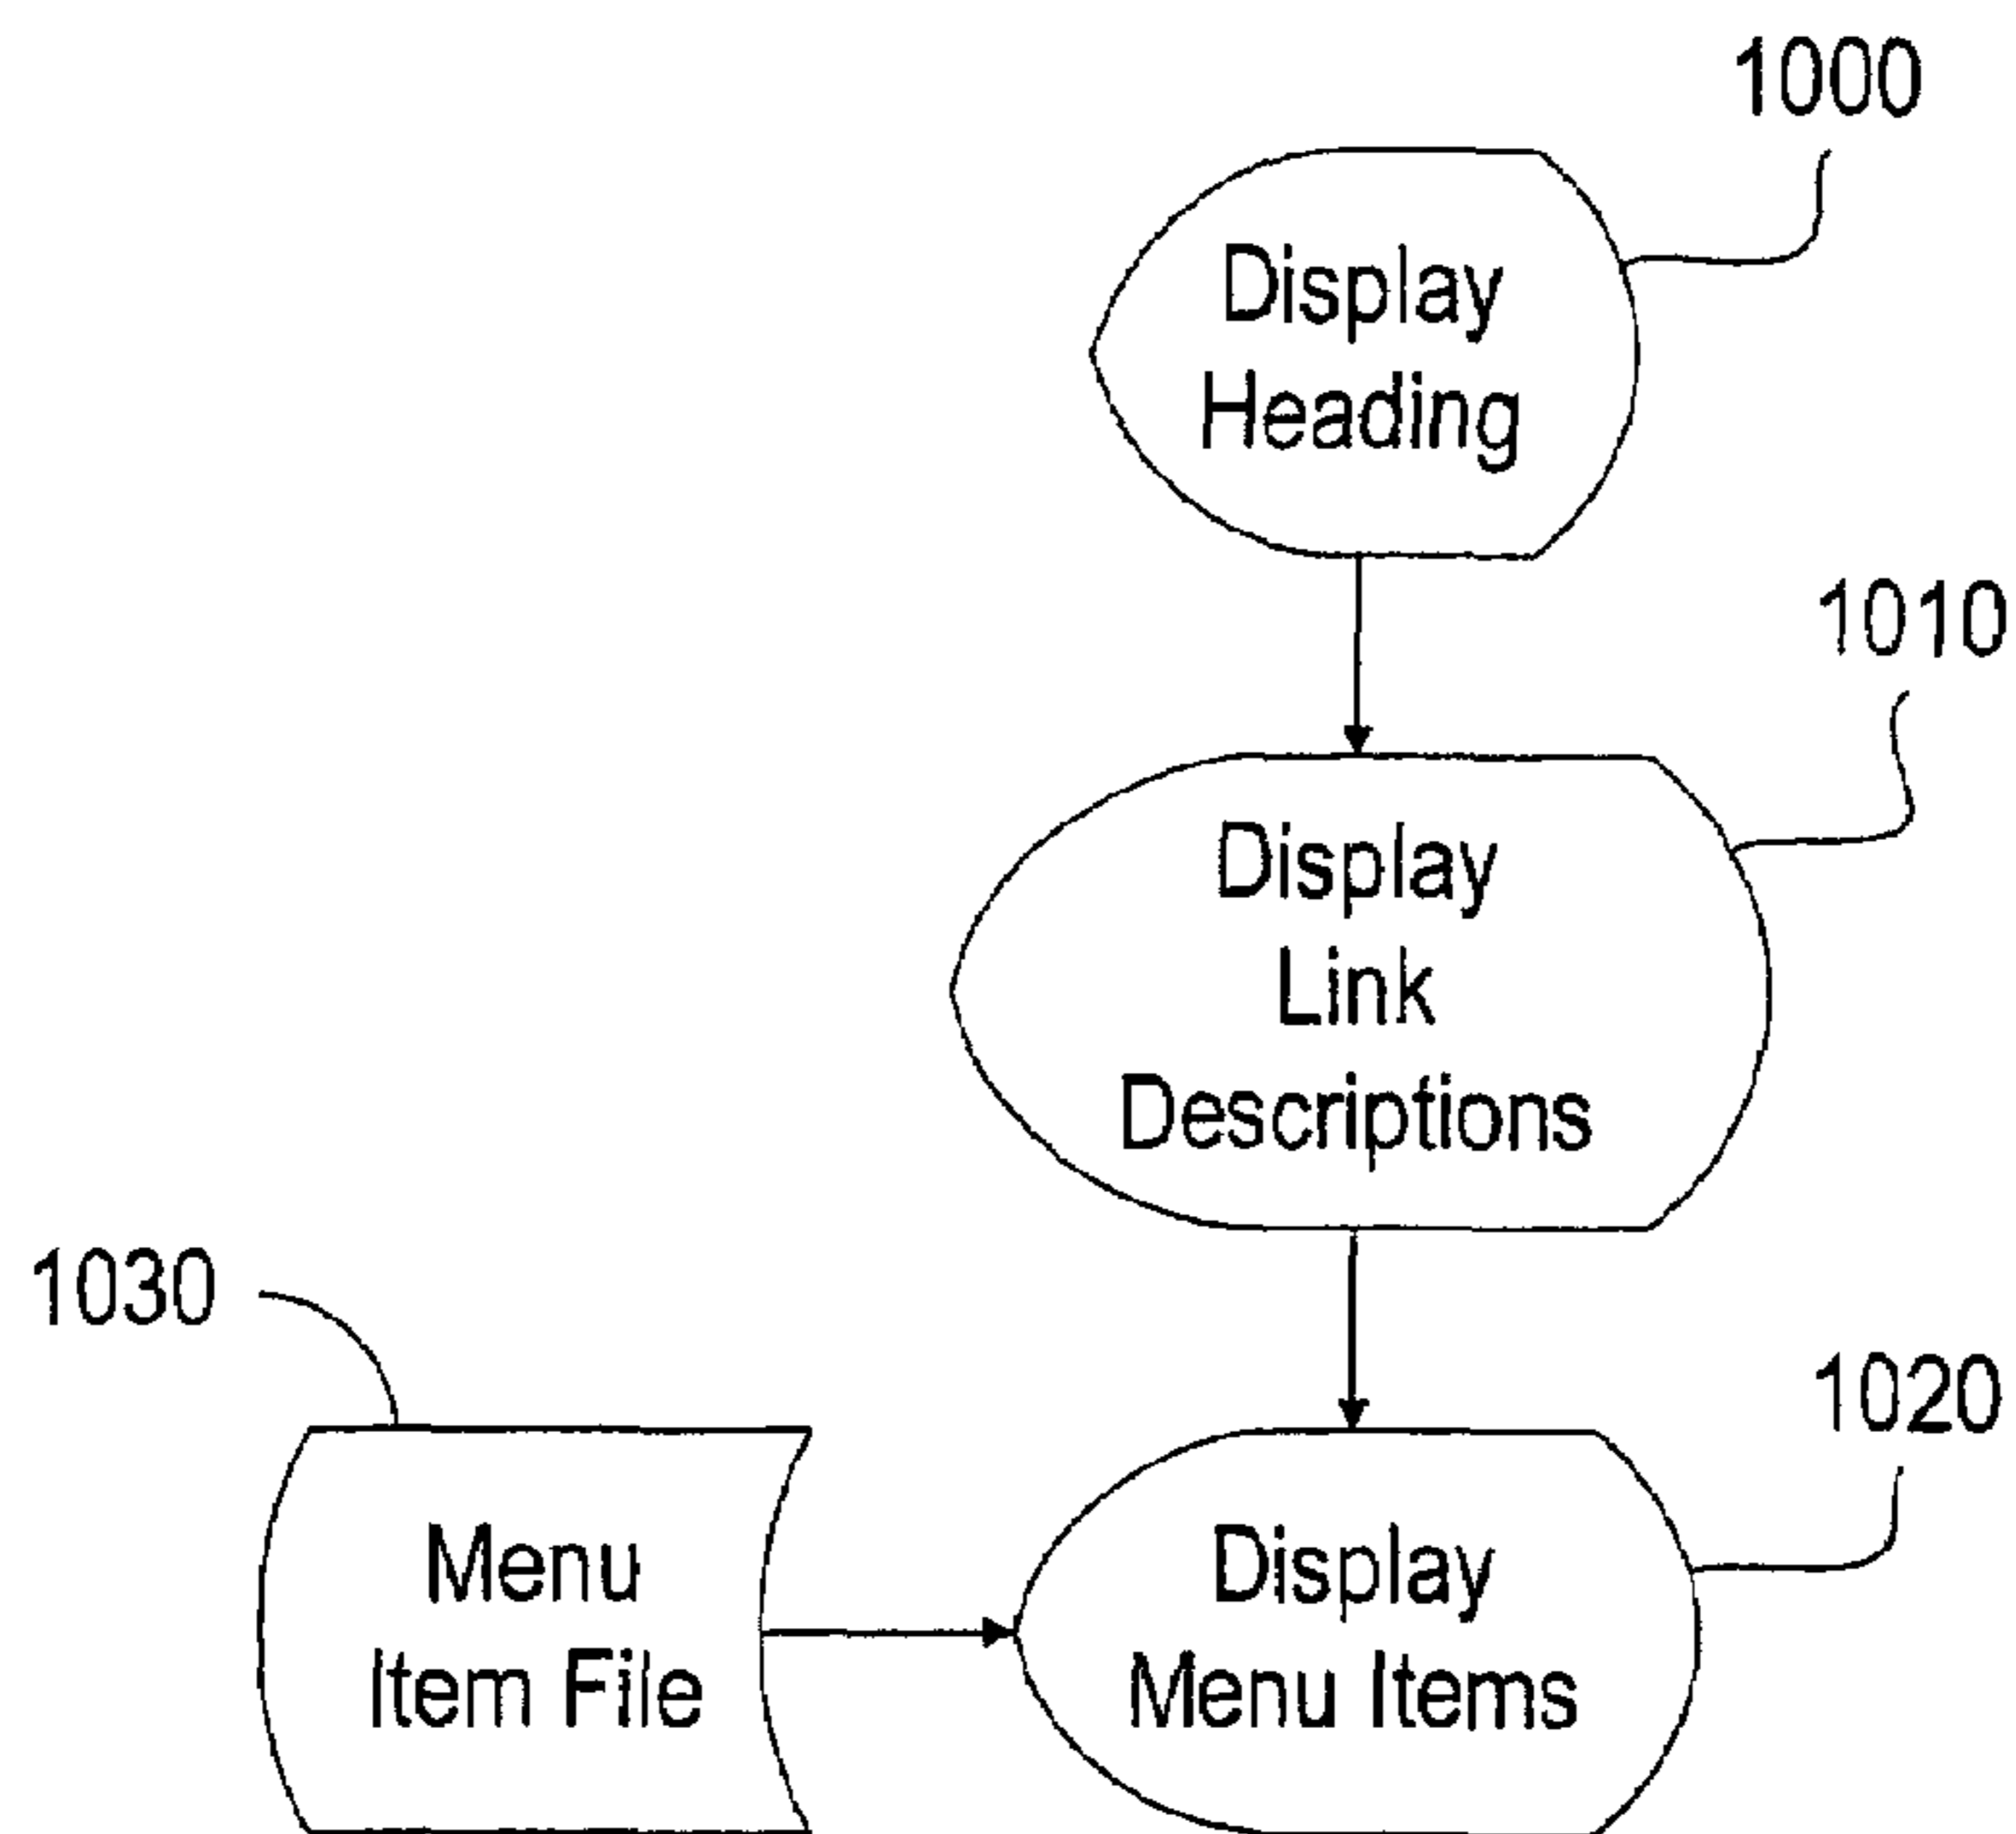 1000
Display
Heading
1010
Display
Link
Descriptions
1030
1020
Menu
Item File
Display
Menu Items